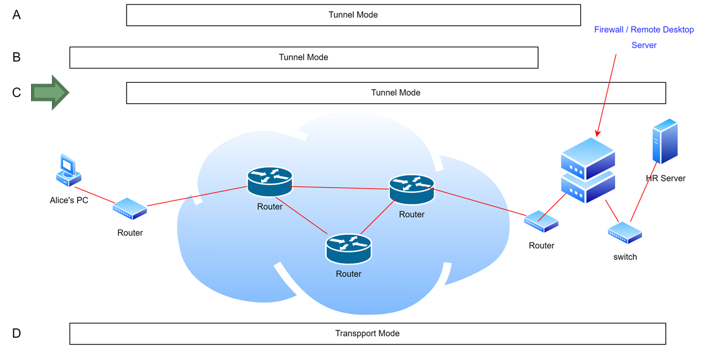 A
Tunnel Mode
Firewall / Remote Desktop
Server
B
Tunnel Mode
C
Tunnel Mode
HR Server
Alice's PC
Router
Router
Router
Router
Router
switch
D
Transpport Mode